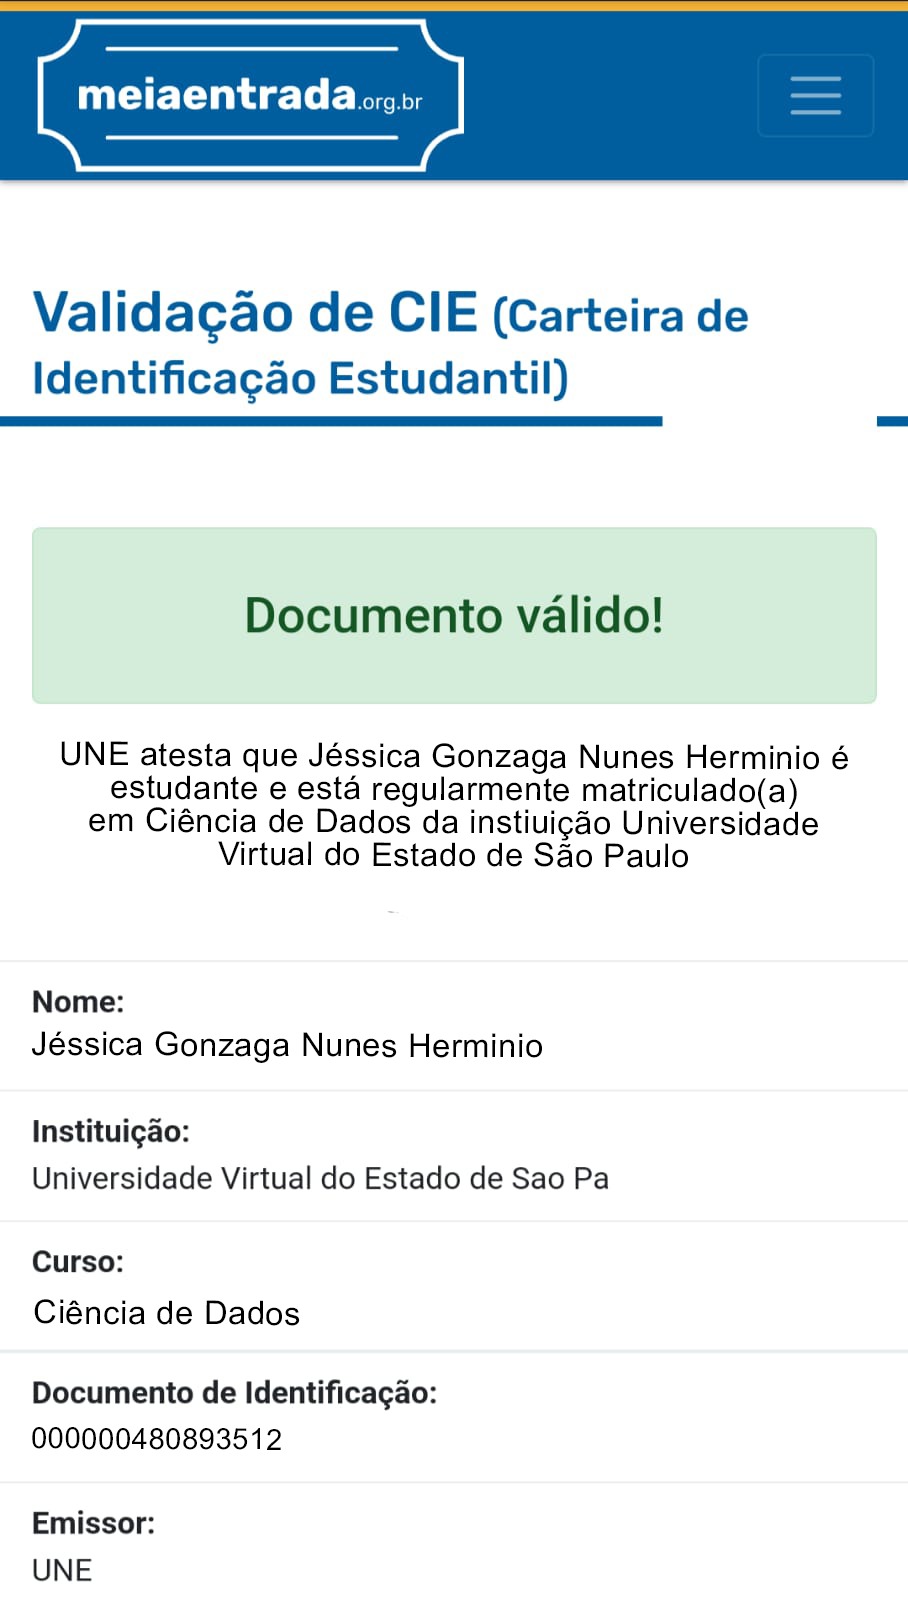 meiaentrada.org.br
Validação de CIE (Carteira de
Identificação Estudantil)
Documento válido!
UNE atesta que Jéssica Gonzaga Nunes Herminio é
estudante e está regularmente matriculado(a)
em Ciência de Dados da instiuição Universidade
Virtual do Estado de São Paulo
Nome:
Jéssica Gonzaga Nunes Herminio
Instituição:
Universidade Virtual do Estado de Sao Pa
Curso:
Ciência de Dados
Documento de Identificação:
000000480893512
Emissor:
UNE